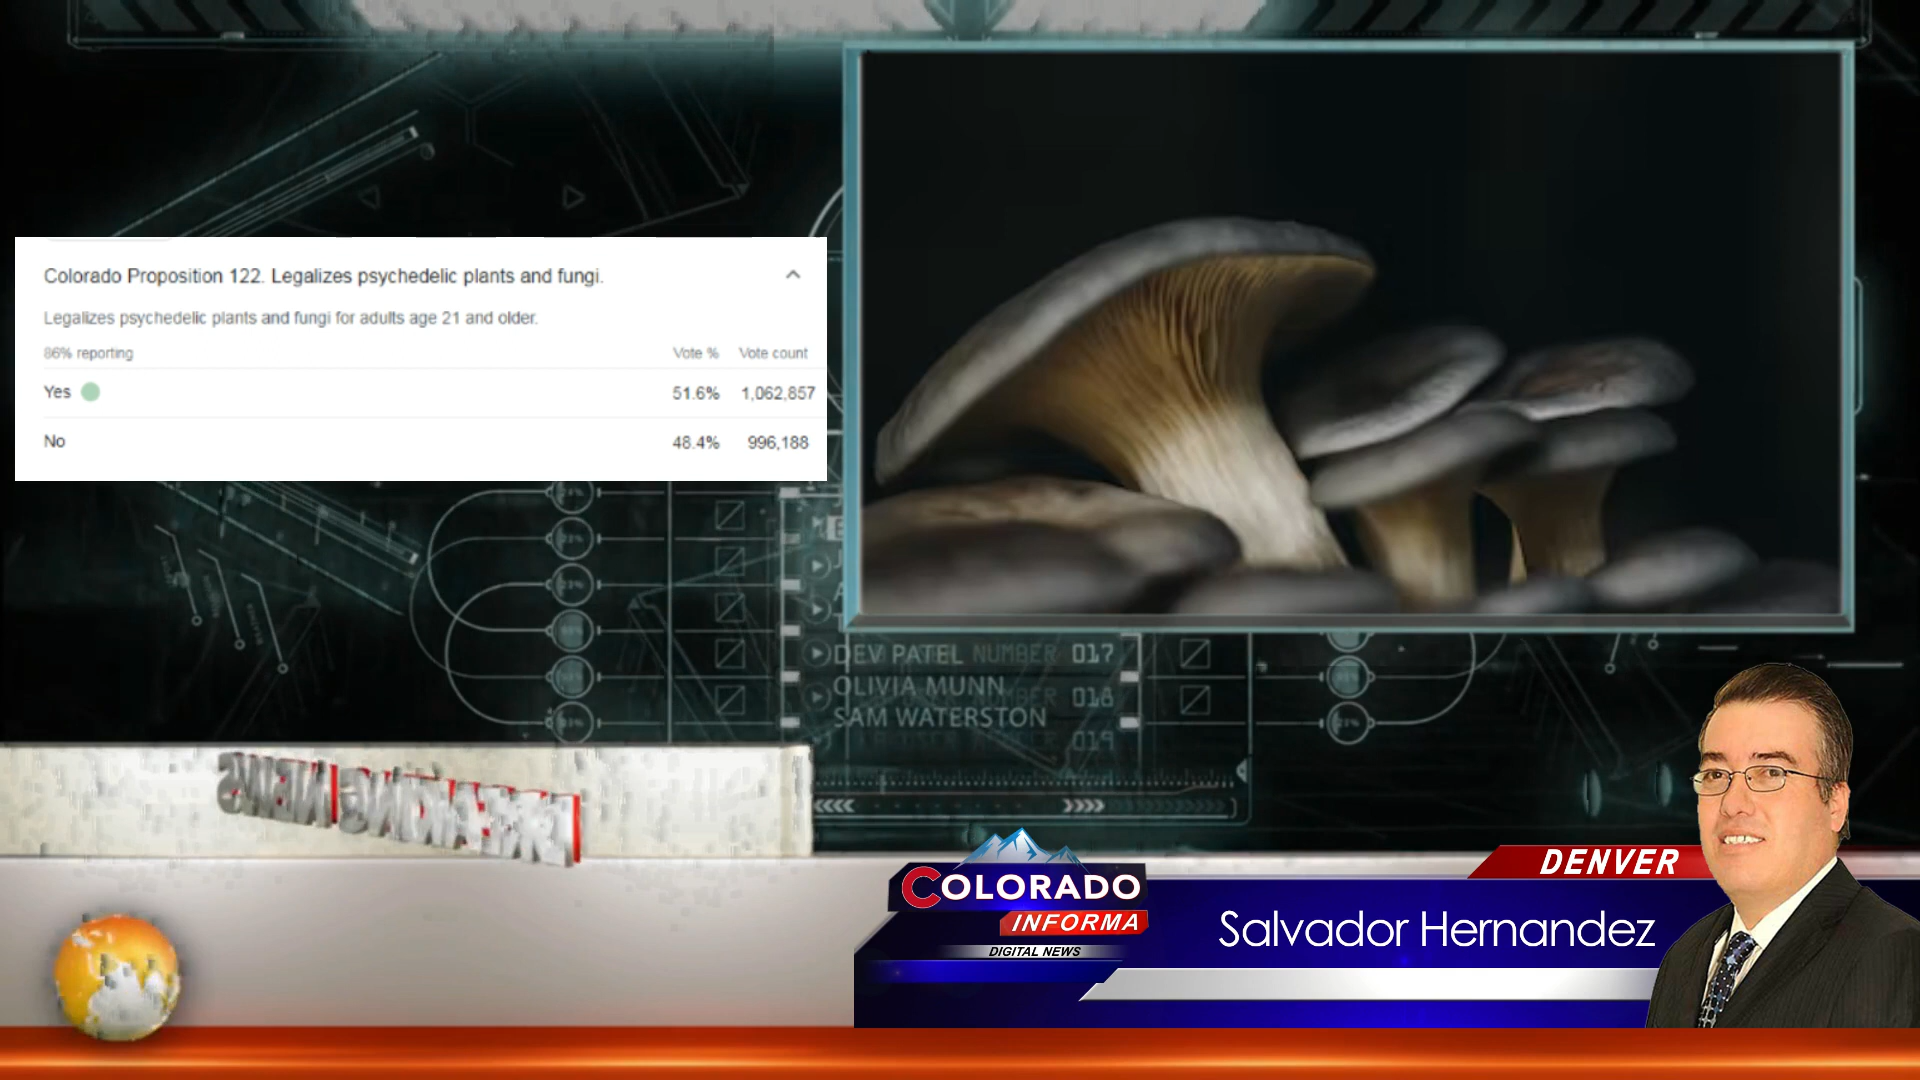 Colorado Proposition 122. Legalizes psychedelic plants and fungi.
Legalizes psychedelic plants and fungi for adults age 21 and older.
86% reporting Vote % Vote count
Yes 51.6% 1,062,857
No 48.4% 996,188
DEV PATEL NUMBER 017
OLIVIA MUNN
018
SAM WATERSTON
019
DENVER
COLORADO
INFORMA
DIGITAL NEWS
Salvador Hernandez